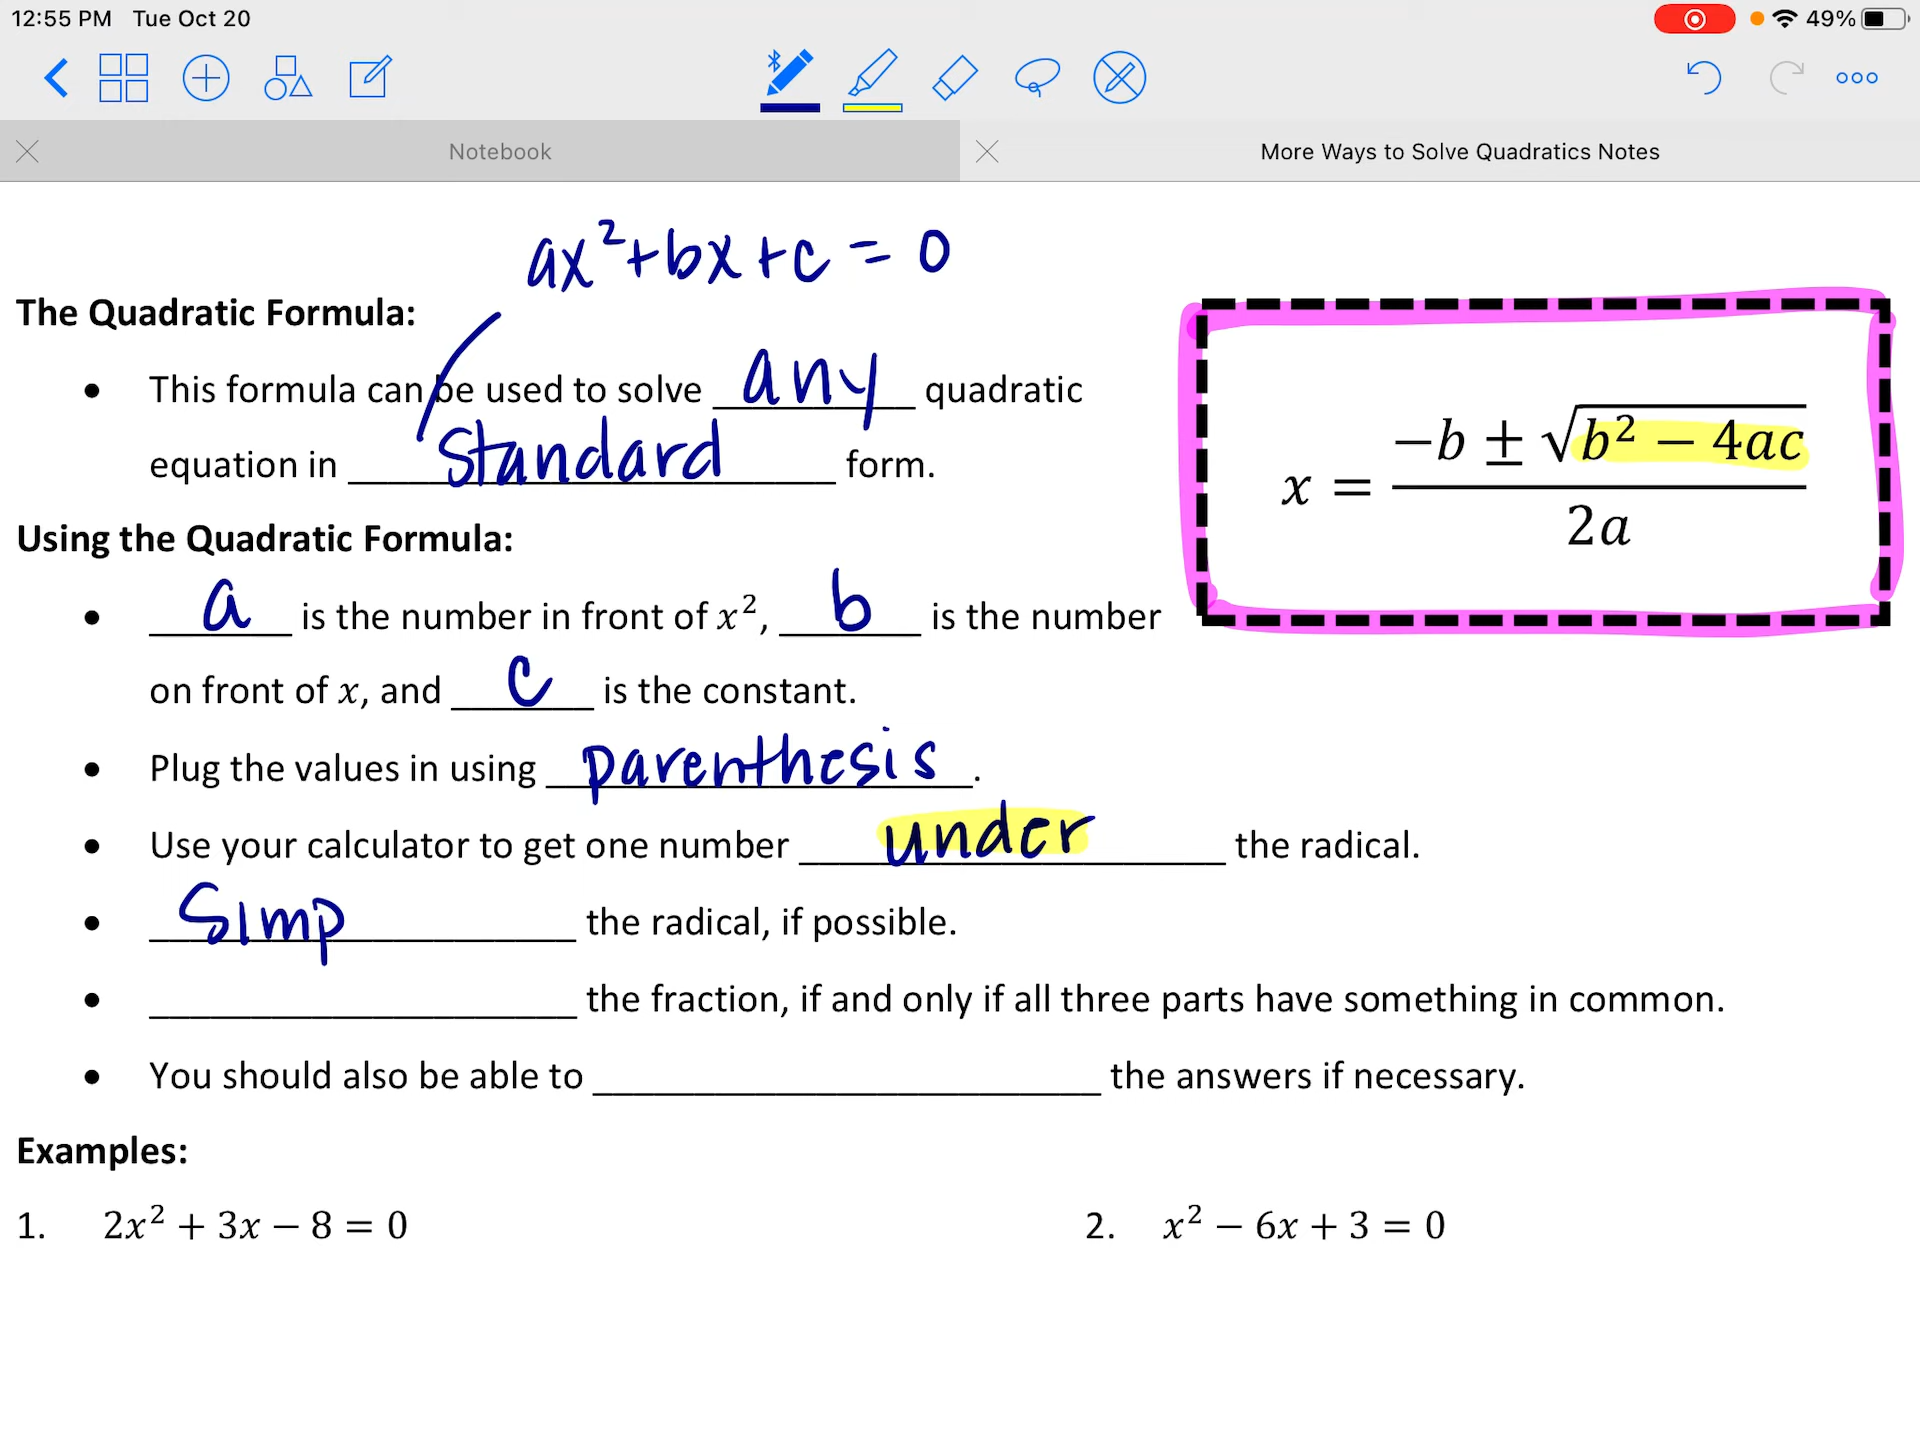 12:55 PM Tue Oct 20 49%
Notebook More Ways to Solve Quadratics Notes
ax² + bx + c = 0
The Quadratic Formula:
• This formula can be used to solve any quadratic
equation in standard form.
x = (−b ± √(b² − 4ac)) / 2a
Using the Quadratic Formula:
• a is the number in front of x², b is the number
on front of x, and c is the constant.
• Plug the values in using parenthesis.
• Use your calculator to get one number under the radical.
• Simp the radical, if possible.
• ____________________ the fraction, if and only if all three parts have something in common.
• You should also be able to ____________________ the answers if necessary.
Examples:
1. 2x² + 3x − 8 = 0 2. x² − 6x + 3 = 0